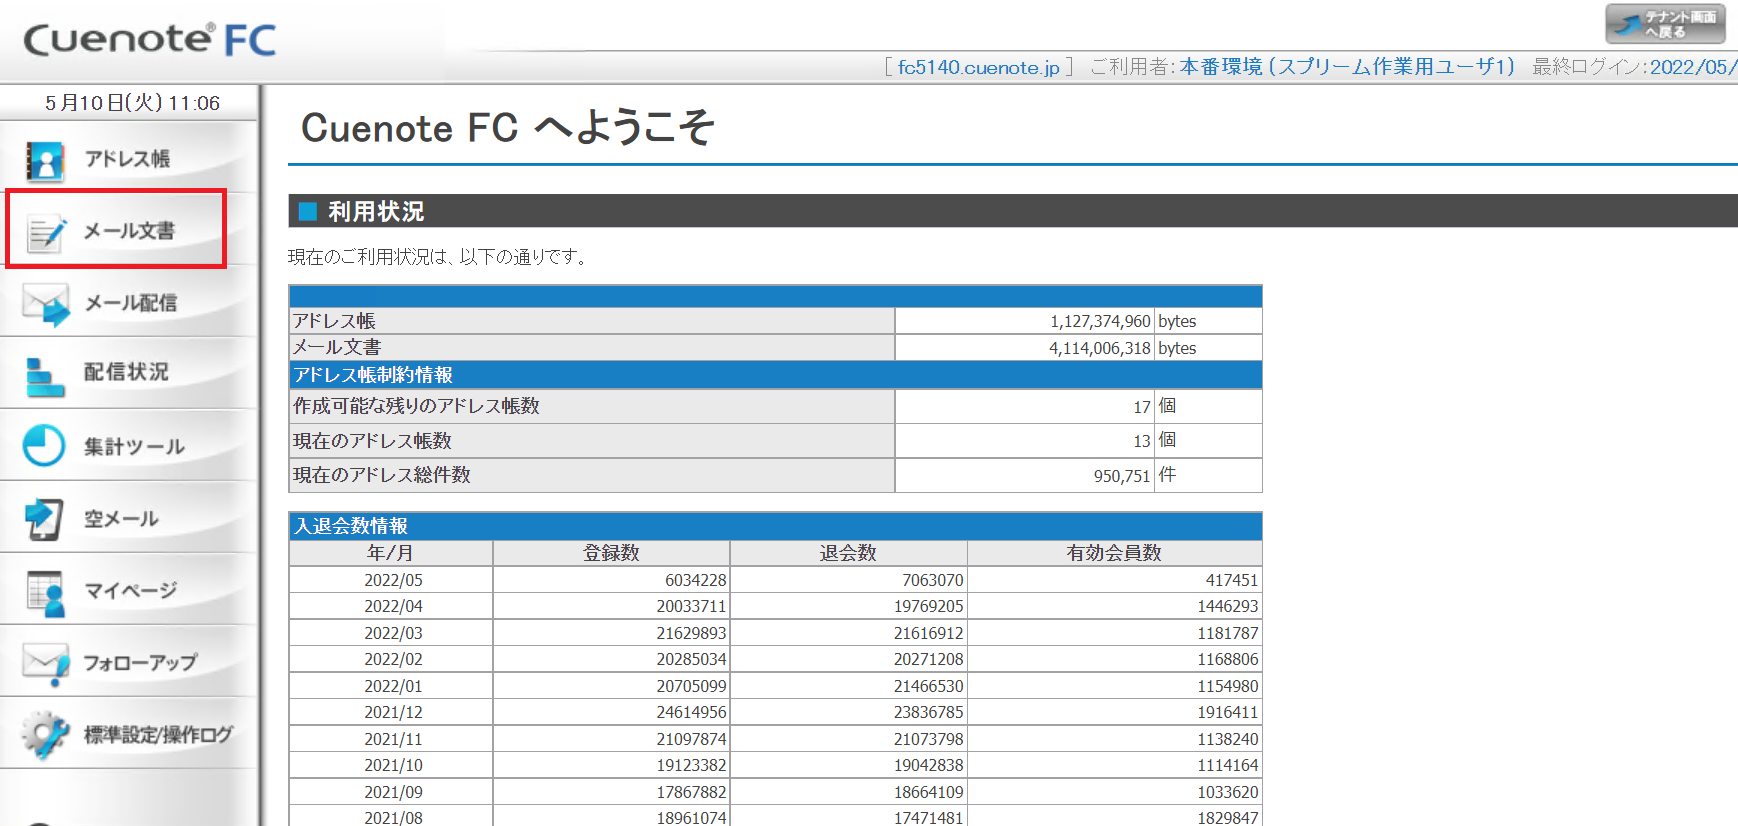 Cuenote® FC
テナント画面
へ戻る
[ fc5140.cuenote.jp ] ご利用者: 本番環境 (スプリーム作業用ユーザ1) 最終ログイン: 2022/05/
5月10日(火) 11:06
アドレス帳
メール文書
メール配信
配信状況
集計ツール
空メール
マイページ
フォローアップ
標準設定/操作ログ
Cuenote FC へようこそ
利用状況
現在のご利用状況は、以下の通りです。
アドレス帳 1,127,374,960 bytes
メール文書 4,114,006,318 bytes
アドレス帳制約情報
作成可能な残りのアドレス帳数 17 個
現在のアドレス帳数 13 個
現在のアドレス総件数 950,751 件
入退会数情報
年/月 登録数 退会数 有効会員数
2022/05 6034228 7063070 417451
2022/04 20033711 19769205 1446293
2022/03 21629893 21616912 1181787
2022/02 20285034 20271208 1168806
2022/01 20705099 21466530 1154980
2021/12 24614956 23836785 1916411
2021/11 21097874 21073798 1138240
2021/10 19123382 19042838 1114164
2021/09 17867882 18664109 1033620
2021/08 18961074 17471481 1829847